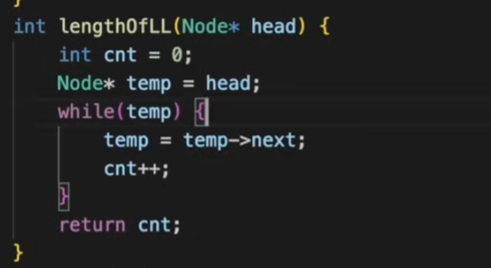 }
int lengthOfLL(Node* head) {
    int cnt = 0;
    Node* temp = head;
    while(temp) {
        temp = temp->next;
        cnt++;
    }
    return cnt;
}